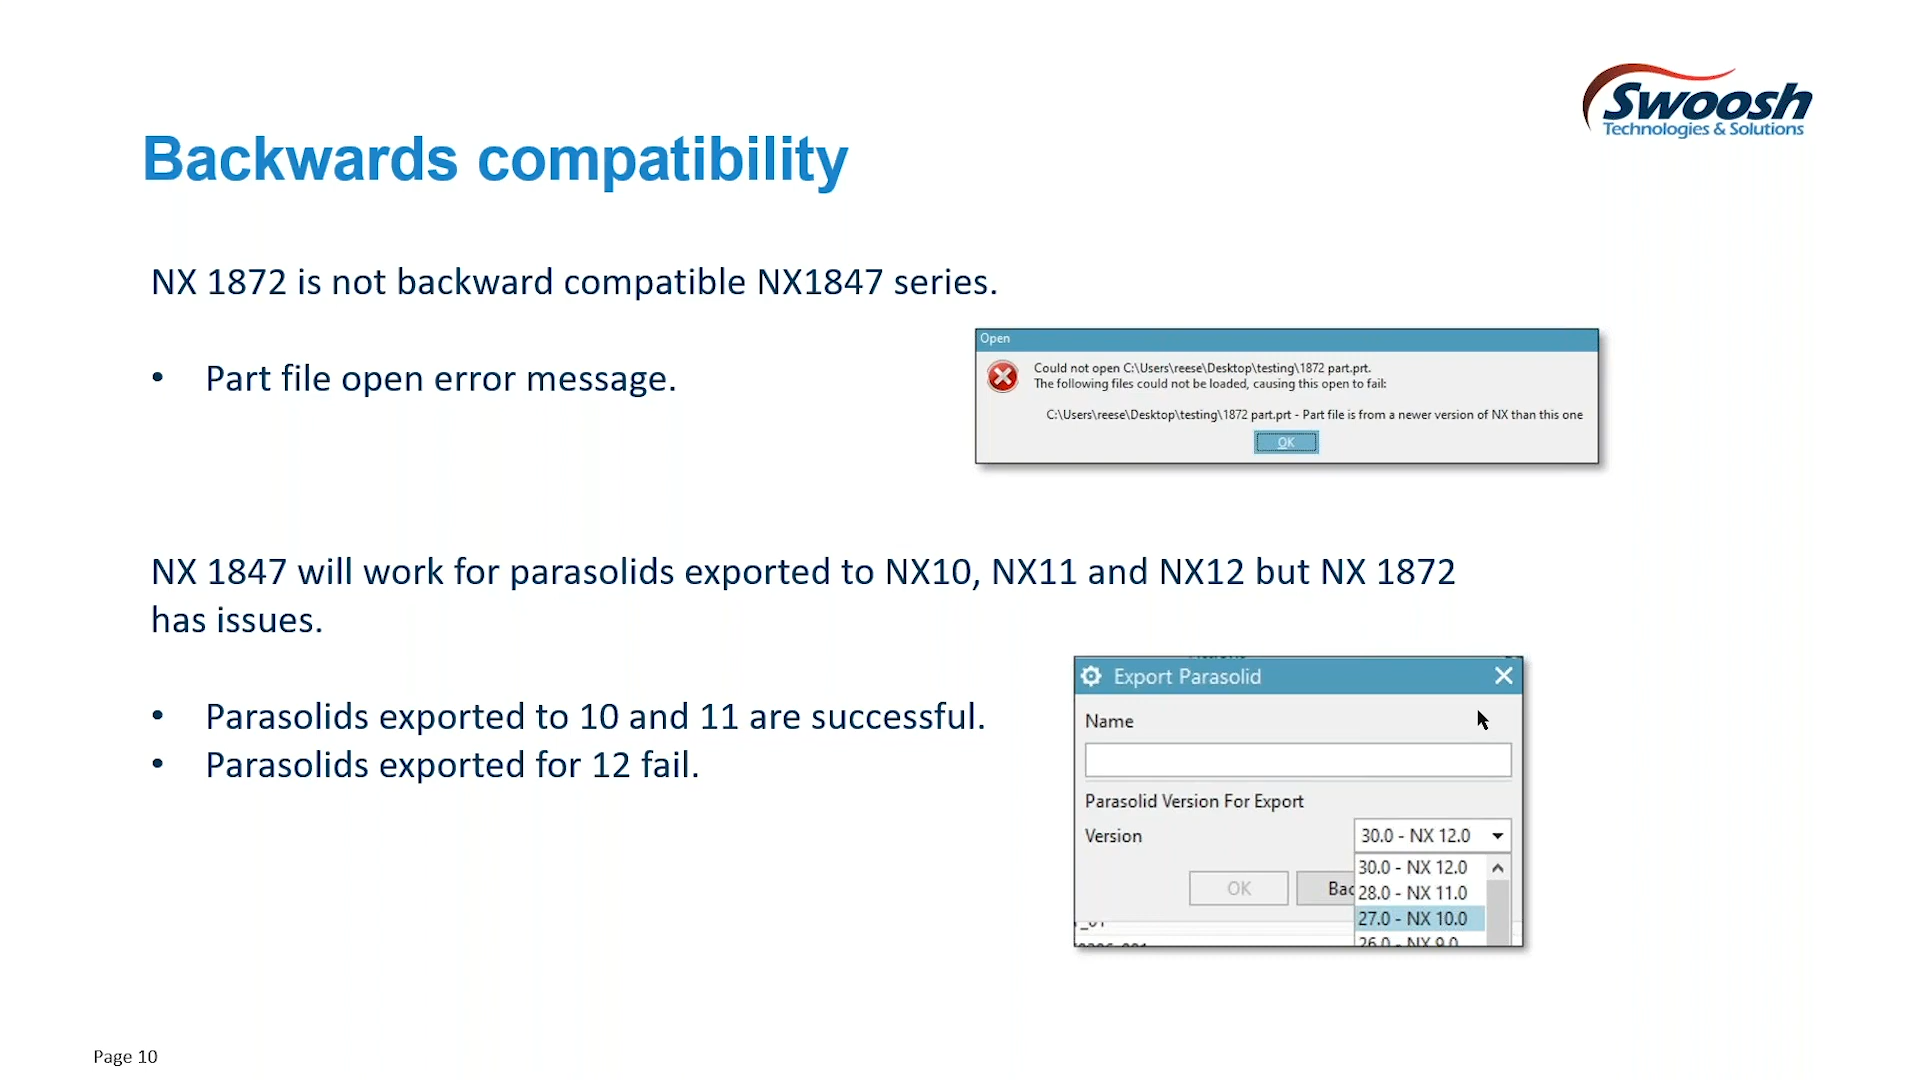 Swoosh
Technologies & Solutions
Backwards compatibility
NX 1872 is not backward compatible NX1847 series.
• Part file open error message.
Open
Could not open C:\Users\reese\Desktop\testing\1872 part.prt.
The following files could not be loaded, causing this open to fail:
C:\Users\reese\Desktop\testing\1872 part.prt - Part file is from a newer version of NX than this one
OK
NX 1847 will work for parasolids exported to NX10, NX11 and NX12 but NX 1872
has issues.
• Parasolids exported to 10 and 11 are successful.
• Parasolids exported for 12 fail.
Export Parasolid
Name
Parasolid Version For Export
Version
30.0 - NX 12.0
30.0 - NX 12.0
28.0 - NX 11.0
OK
Bac
27.0 - NX 10.0
26.0 - NX 9.0
Page 10